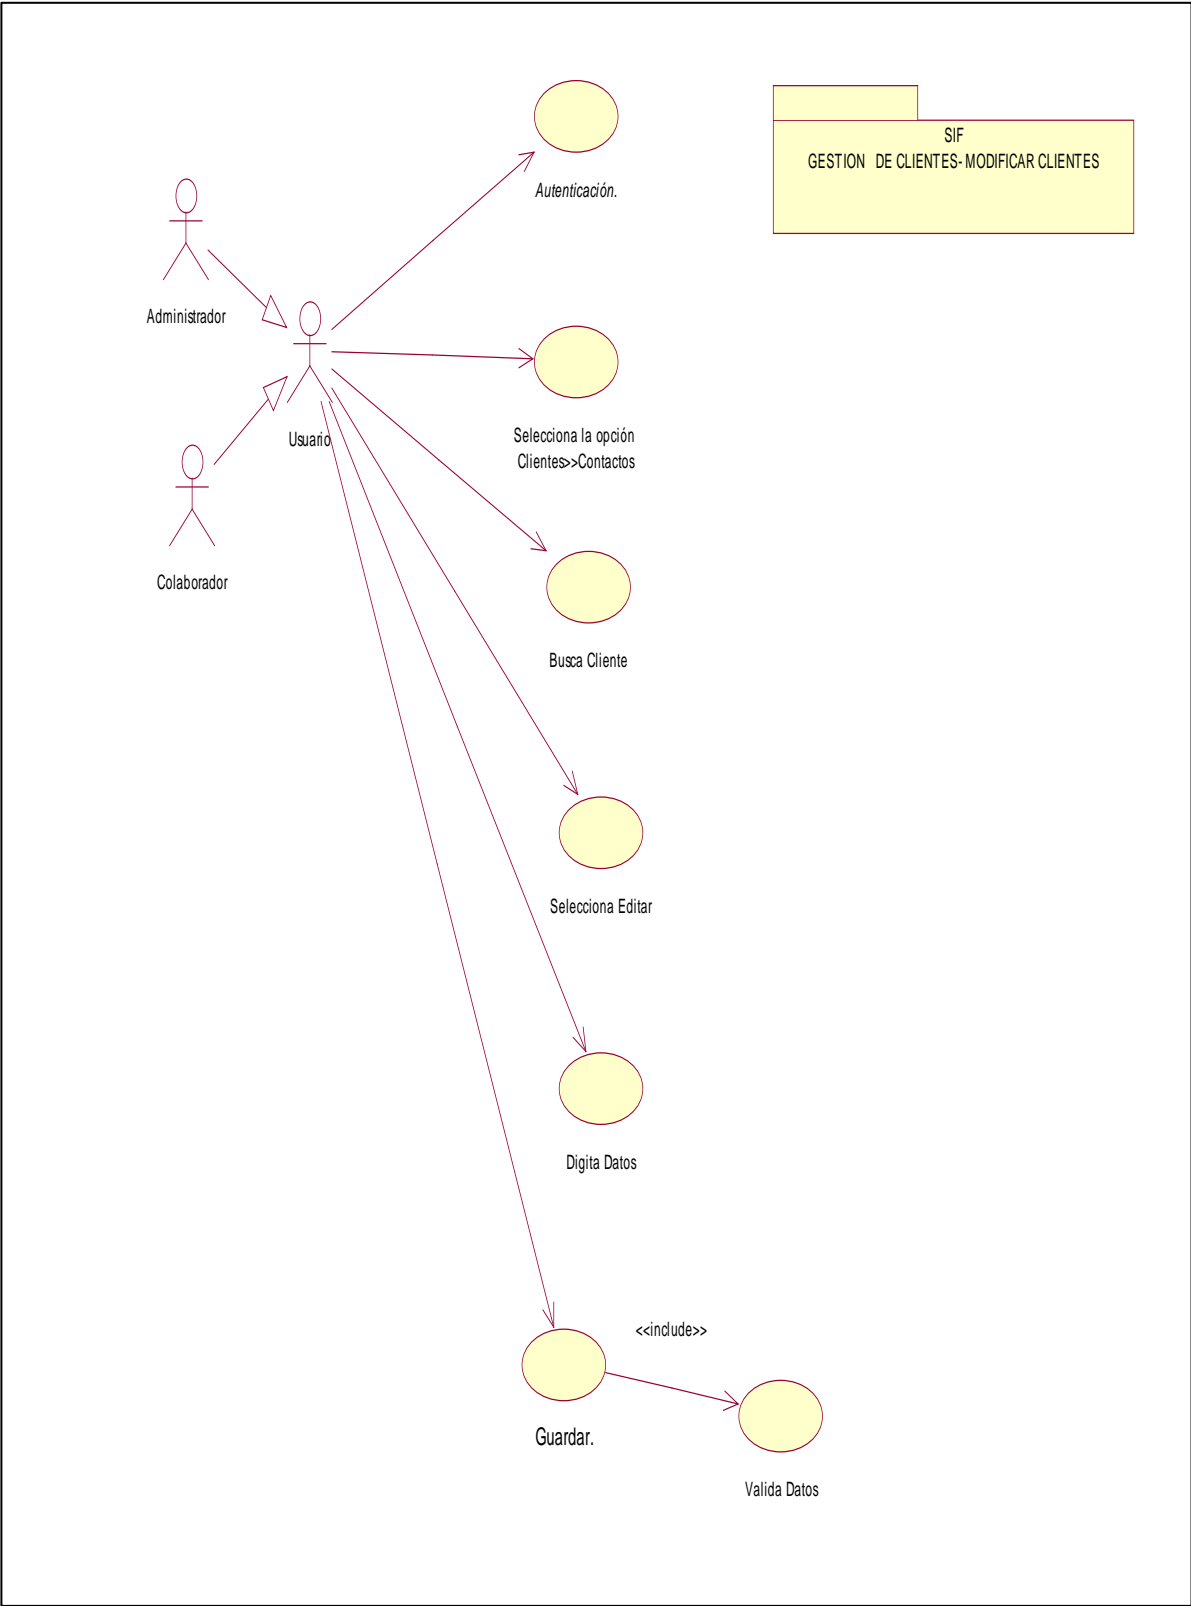 SIF
GESTION DE CLIENTES- MODIFICAR CLIENTES
Autenticación.
Administrador
Usuario
Selecciona la opción
Clientes>>Contactos
Colaborador
Busca Cliente
Selecciona Editar
Digita Datos
<<include>>
Guardar.
Valida Datos